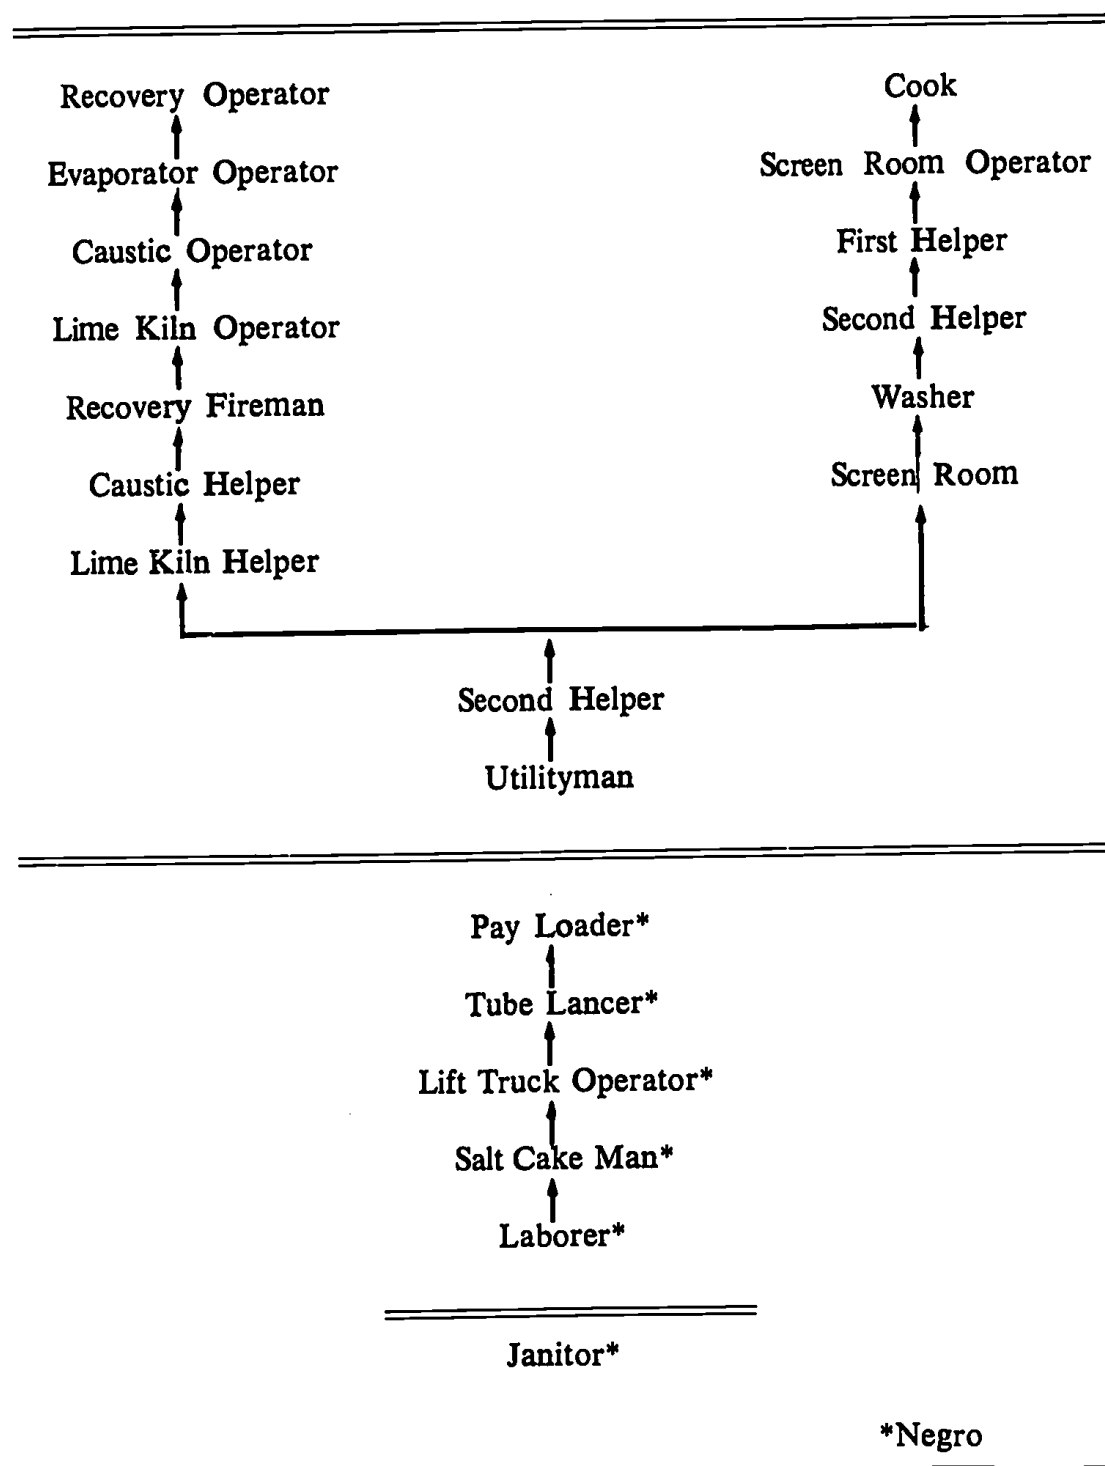 Recovery Operator
Evaporator Operator
Caustic Operator
Lime Kiln Operator
Recovery Fireman
Caustic Helper
Lime Kiln Helper
Cook
Screen Room Operator
First Helper
Second Helper
Washer
Screen Room
Second Helper
Utilityman
Pay Loader*
Tube Lancer*
Lift Truck Operator*
Salt Cake Man*
Laborer*
Janitor*
*Negro